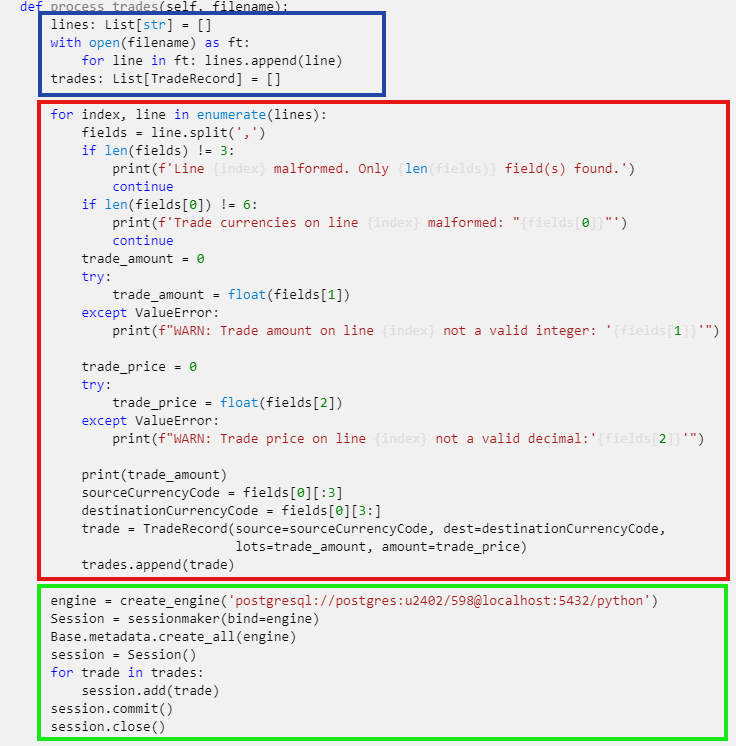 def process_trades(self, filename):
    lines: List[str] = []
    with open(filename) as ft:
        for line in ft: lines.append(line)
    trades: List[TradeRecord] = []

    for index, line in enumerate(lines):
        fields = line.split(',')
        if len(fields) != 3:
            print(f'Line {index} malformed. Only {len(fields)} field(s) found.')
            continue
        if len(fields[0]) != 6:
            print(f'Trade currencies on line {index} malformed: "{fields[0]}"')
            continue
        trade_amount = 0
        try:
            trade_amount = float(fields[1])
        except ValueError:
            print(f"WARN: Trade amount on line {index} not a valid integer: '{fields[1]}'")

        trade_price = 0
        try:
            trade_price = float(fields[2])
        except ValueError:
            print(f"WARN: Trade price on line {index} not a valid decimal:'{fields[2]}'")

        print(trade_amount)
        sourceCurrencyCode = fields[0][:3]
        destinationCurrencyCode = fields[0][3:]
        trade = TradeRecord(source=sourceCurrencyCode, dest=destinationCurrencyCode,
                            lots=trade_amount, amount=trade_price)
        trades.append(trade)

    engine = create_engine('postgresql://postgres:u2402/598@localhost:5432/python')
    Session = sessionmaker(bind=engine)
    Base.metadata.create_all(engine)
    session = Session()
    for trade in trades:
        session.add(trade)
    session.commit()
    session.close()